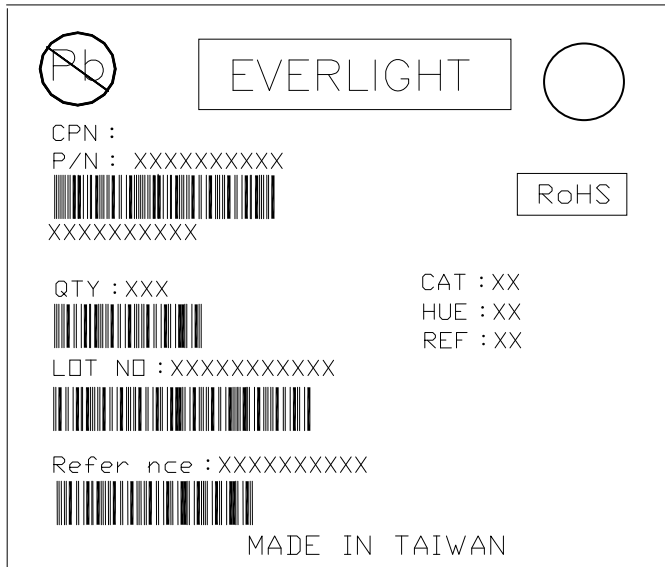 Pb
EVERLIGHT
CPN :
P/N : XXXXXXXXXX
RoHS
XXXXXXXXXX
QTY : XXX
CAT : XX
HUE : XX
REF : XX
LOT NO : XXXXXXXXXXX
Refer nce : XXXXXXXXXX
MADE IN TAIWAN